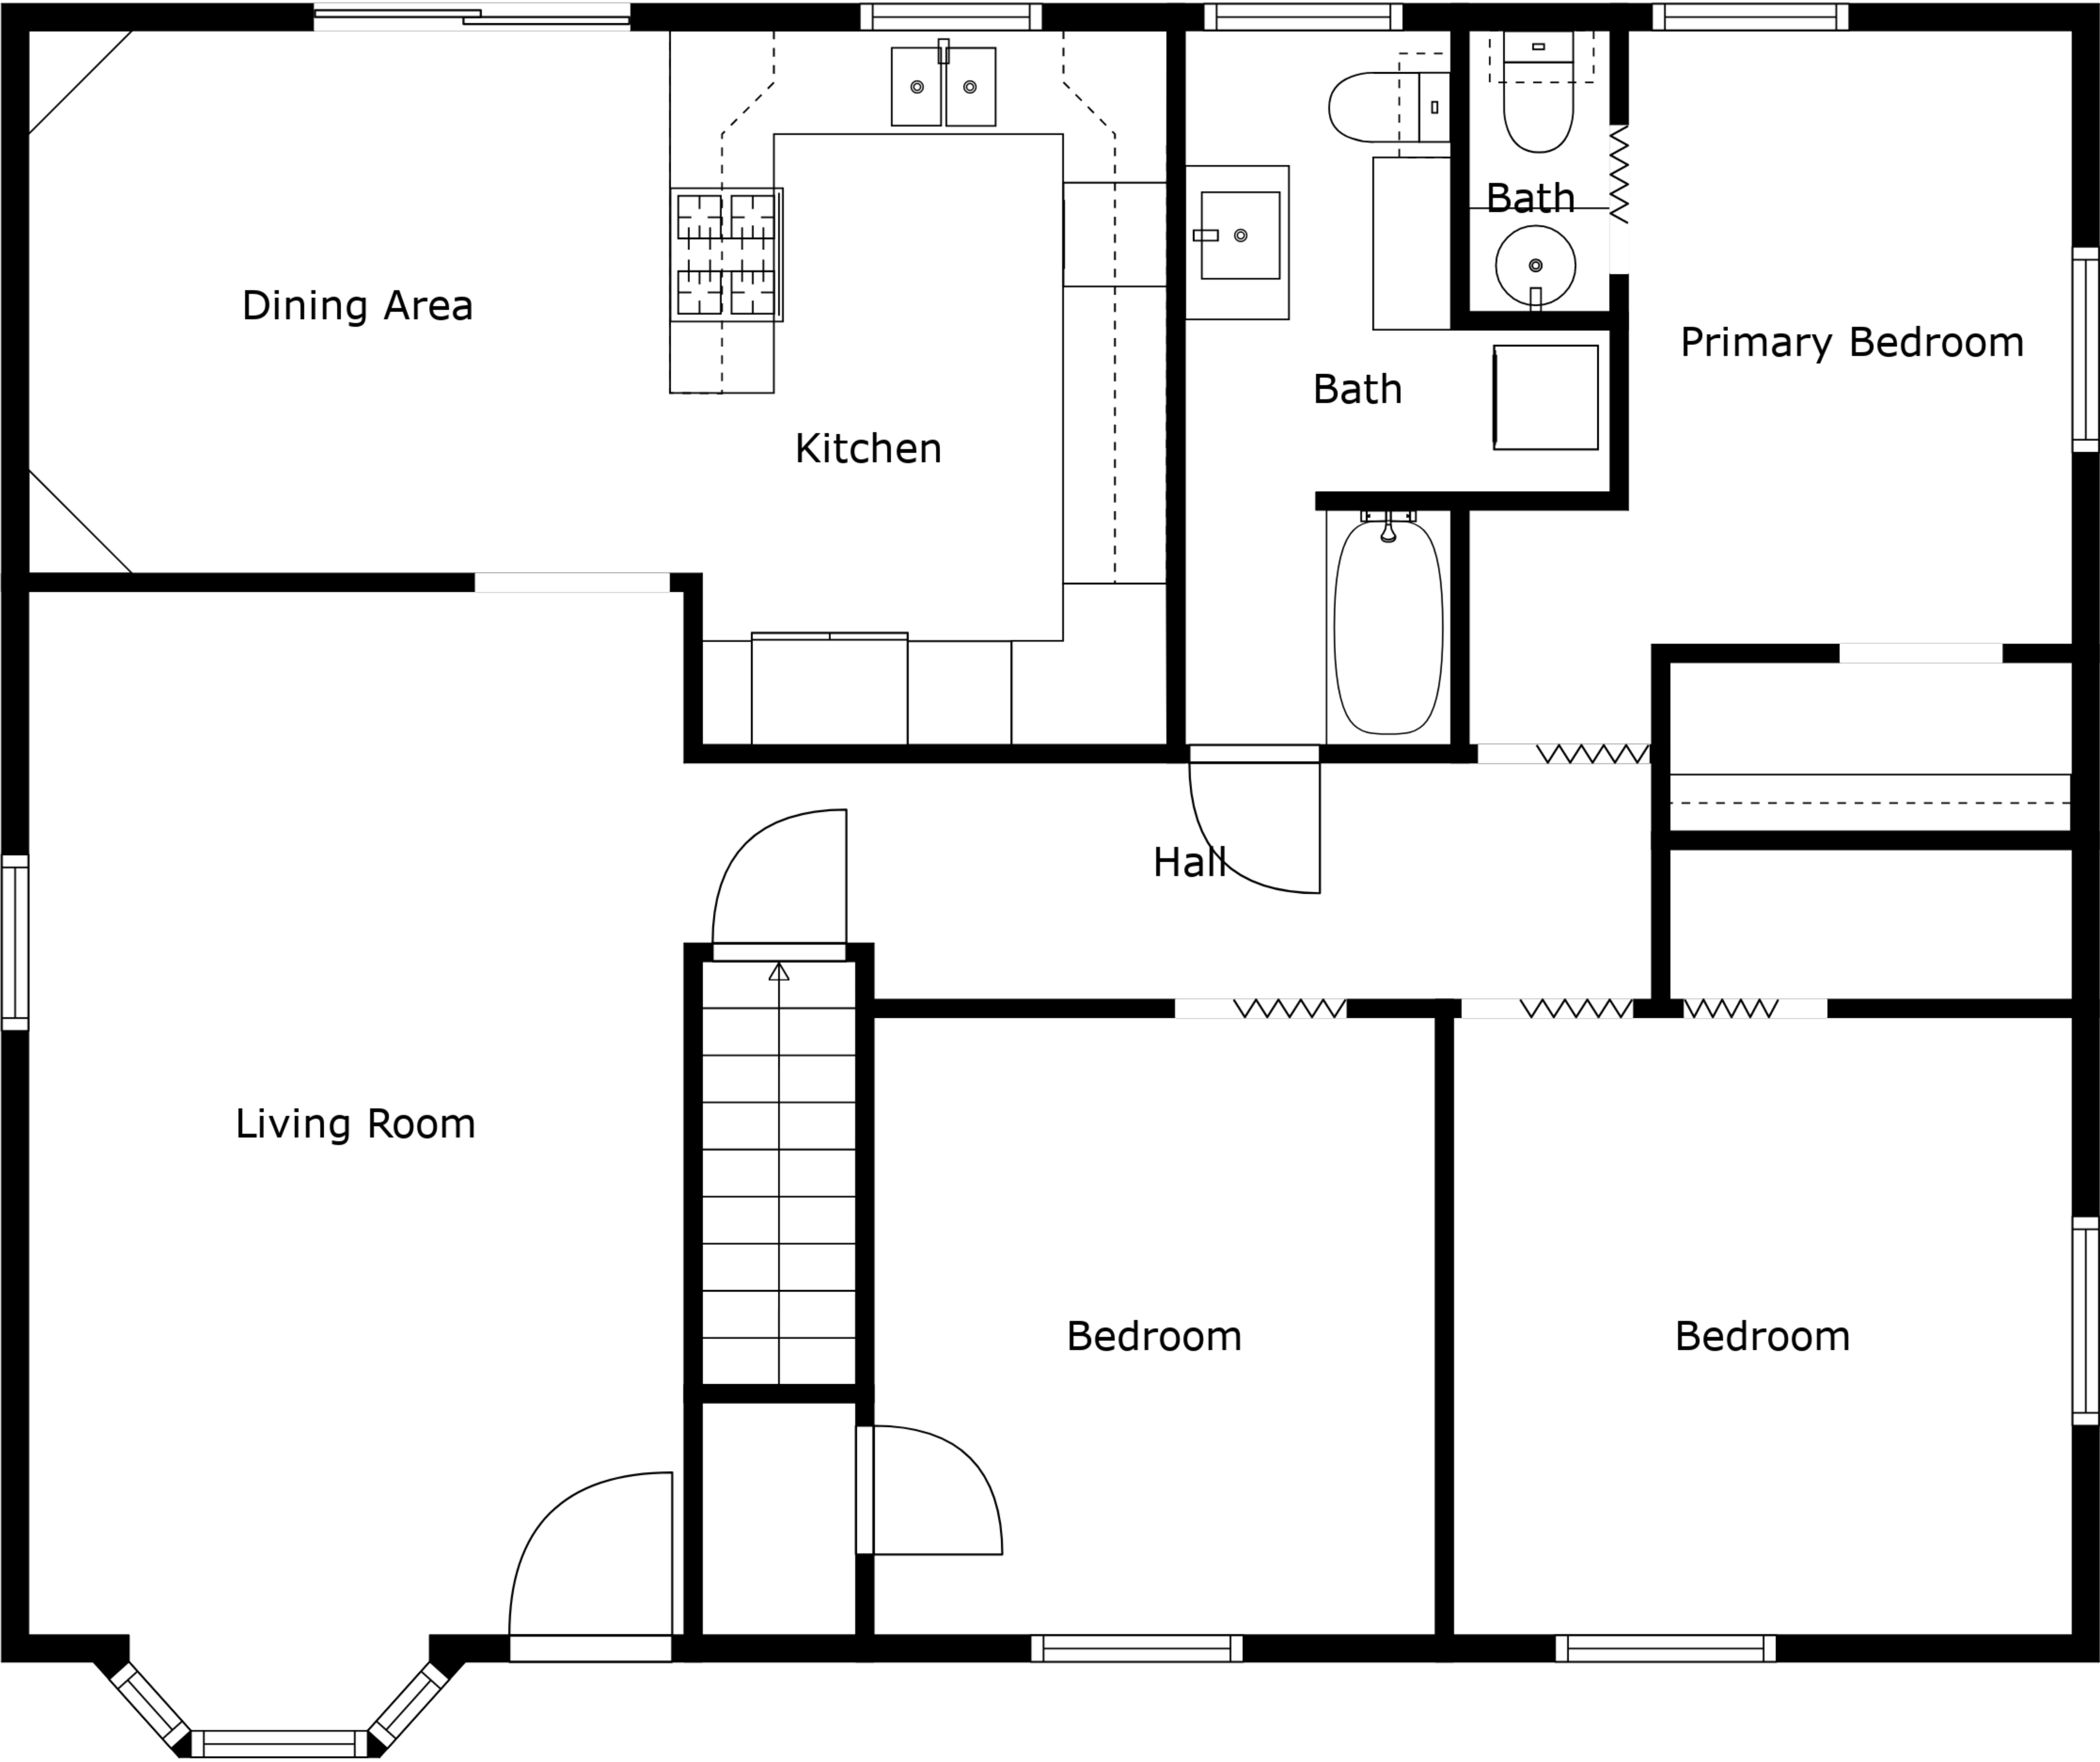 Bath
Dining Area
Primary Bedroom
Bath
Kitchen
Hall
Living Room
Bedroom
Bedroom